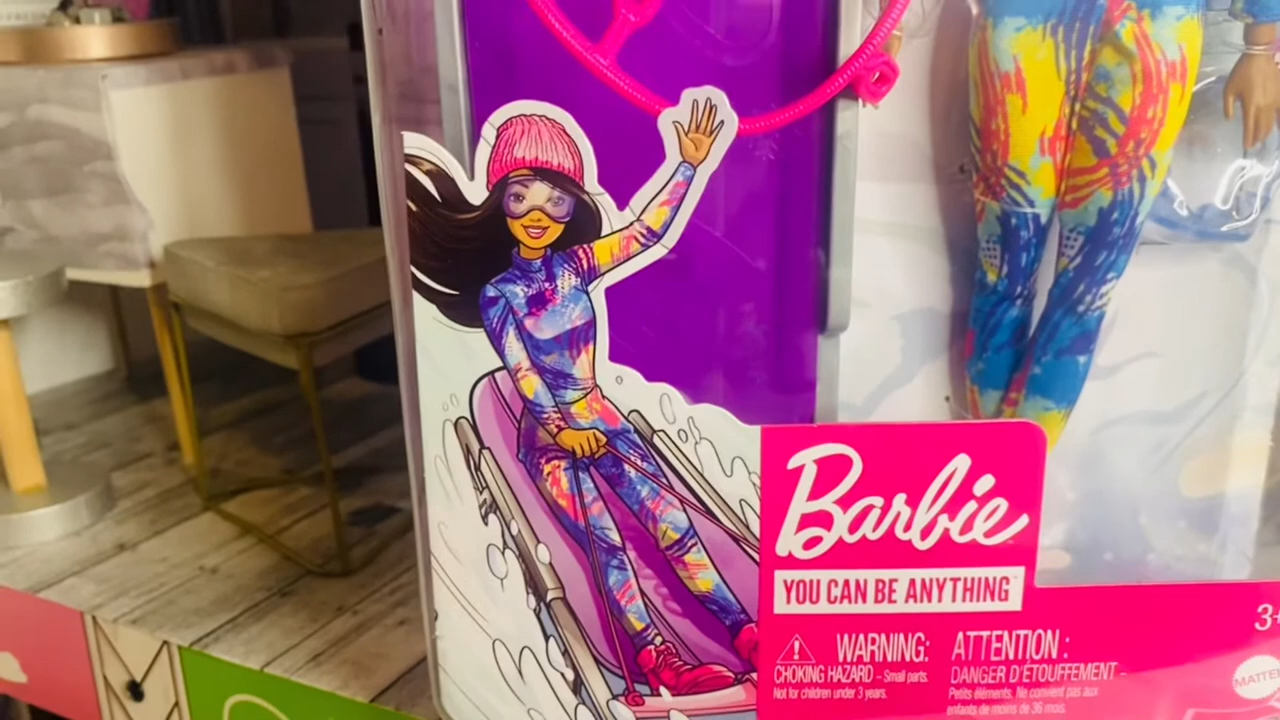 Barbie
YOU CAN BE ANYTHING™
WARNING:
CHOKING HAZARD – Small parts.
Not for children under 3 years.
ATTENTION :
DANGER D'ÉTOUFFEMENT –
Petits éléments. Ne convient pas aux
enfants de moins de 36 mois.
3+
MATTEL